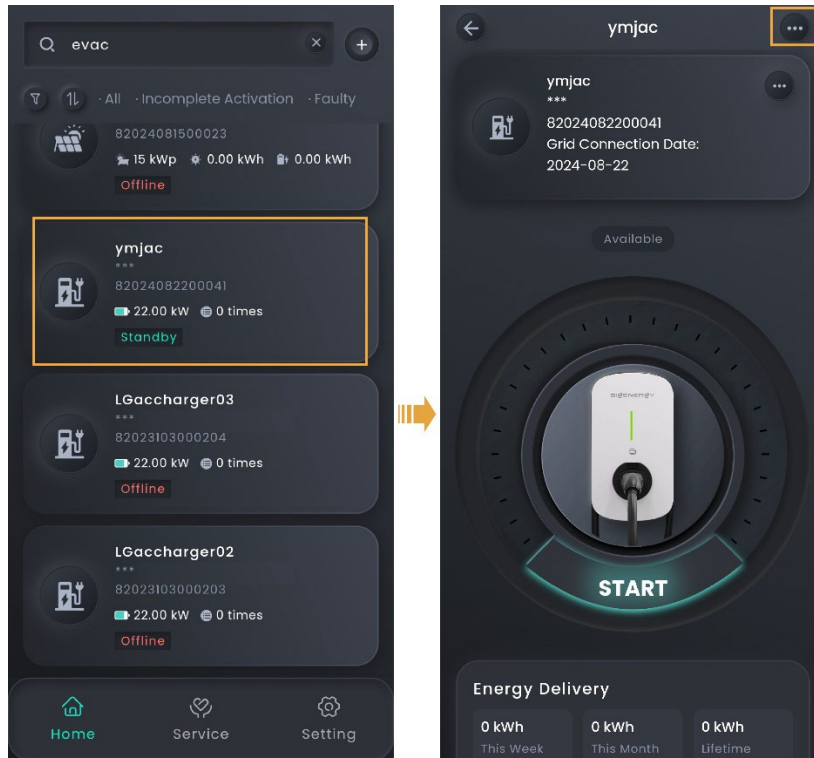 evac
· All · Incomplete Activation · Faulty
82024081500023
15 kWp 0.00 kWh 0.00 kWh
Offline
ymjac
***
82024082200041
22.00 kW 0 times
Standby
LGaccharger03
***
82023103000204
22.00 kW 0 times
Offline
LGaccharger02
***
82023103000203
22.00 kW 0 times
Offline
Home Service Setting
ymjac
ymjac
***
82024082200041
Grid Connection Date:
2024-08-22
Available
SIGENERGY
START
Energy Delivery
0 kWh 0 kWh 0 kWh
This Week This Month Lifetime